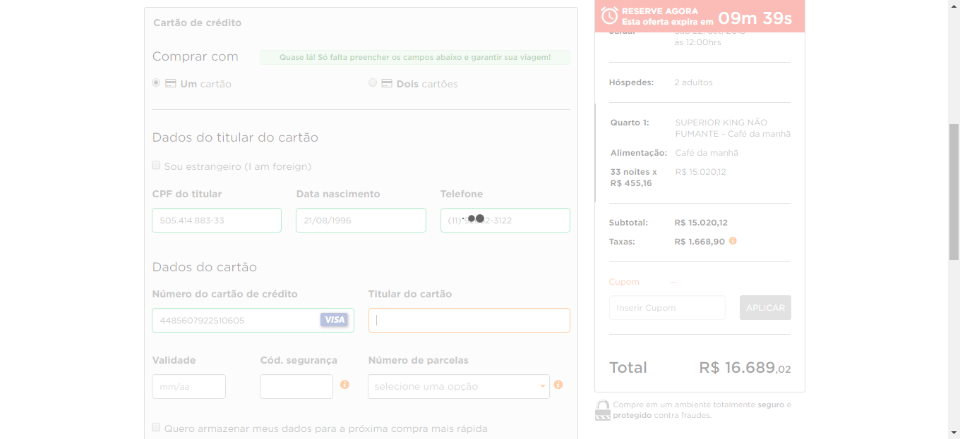 Cartão de crédito
Comprar com
Quase lá! Só falta preencher os campos abaixo e garantir sua viagem!
Um cartão
Dois cartões
Dados do titular do cartão
Sou estrangeiro (I am foreign)
CPF do titular
Data nascimento
Telefone
505.414.983-33
21/08/1996
-3122
Dados do cartão
Número do cartão de crédito
Titular do cartão
4485607922510605
VISA
Validade
Cód. segurança
Número de parcelas
mm/aa
selecione uma opção
Quero armazenar meus dados para a próxima compra mais rápida
RESERVE AGORA
Esta oferta expira em 09m 39s
às 12:00hrs
Hóspedes: 2 adultos
Quarto 1: SUPERIOR KING NÃO
FUMANTE - Café da manhã
Alimentação: Café da manhã
33 noites x R$ 15.020,12
R$ 455,16
Subtotal: R$ 15.020,12
Taxas: R$ 1.668,90
Cupom --
Inserir Cupom
APLICAR
Total R$ 16.689,02
Compre em um ambiente totalmente seguro e
protegido contra fraudes.